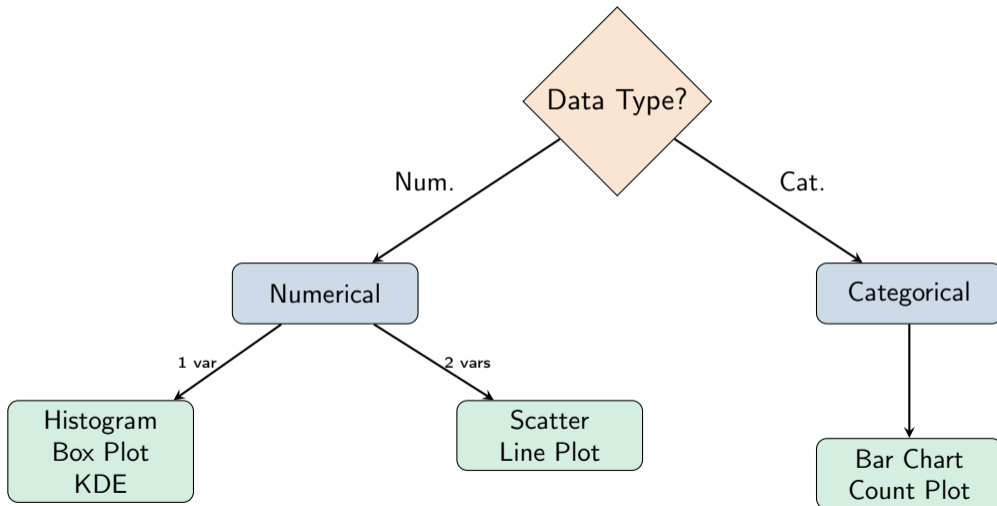 Data Type?
Num.
Cat.
Numerical
Categorical
1 var
2 vars
Histogram
Box Plot
KDE
Scatter
Line Plot
Bar Chart
Count Plot